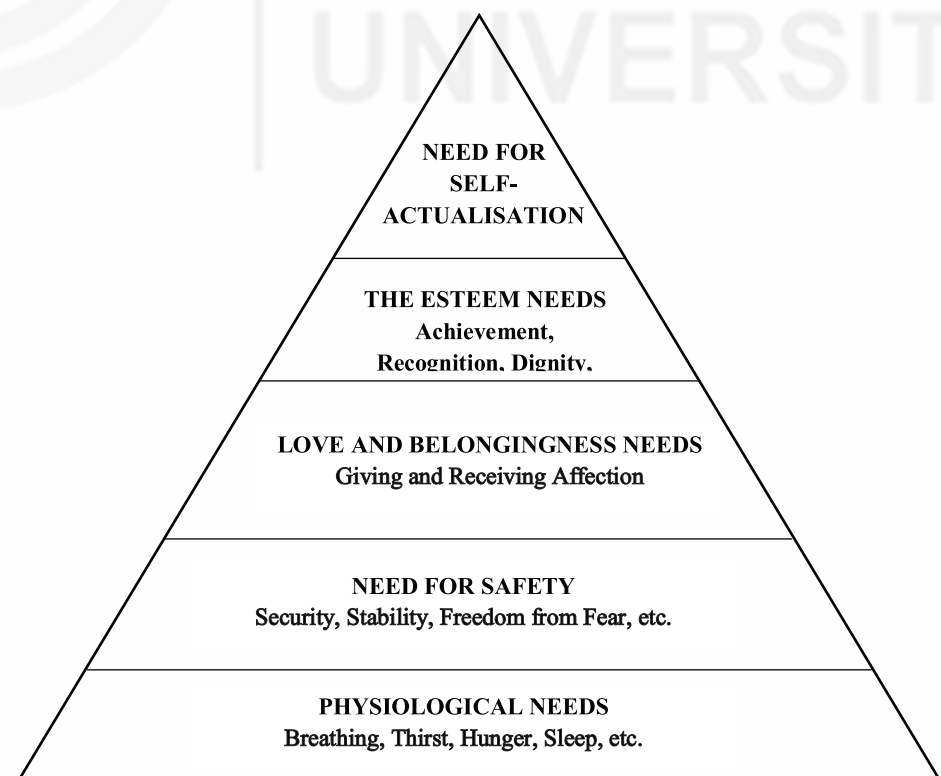 UNIVERSIT
NEED FOR
SELF-
ACTUALISATION
THE ESTEEM NEEDS
Achievement,
Recognition, Dignity,
LOVE AND BELONGINGNESS NEEDS
Giving and Receiving Affection
NEED FOR SAFETY
Security, Stability, Freedom from Fear, etc.
PHYSIOLOGICAL NEEDS
Breathing, Thirst, Hunger, Sleep, etc.